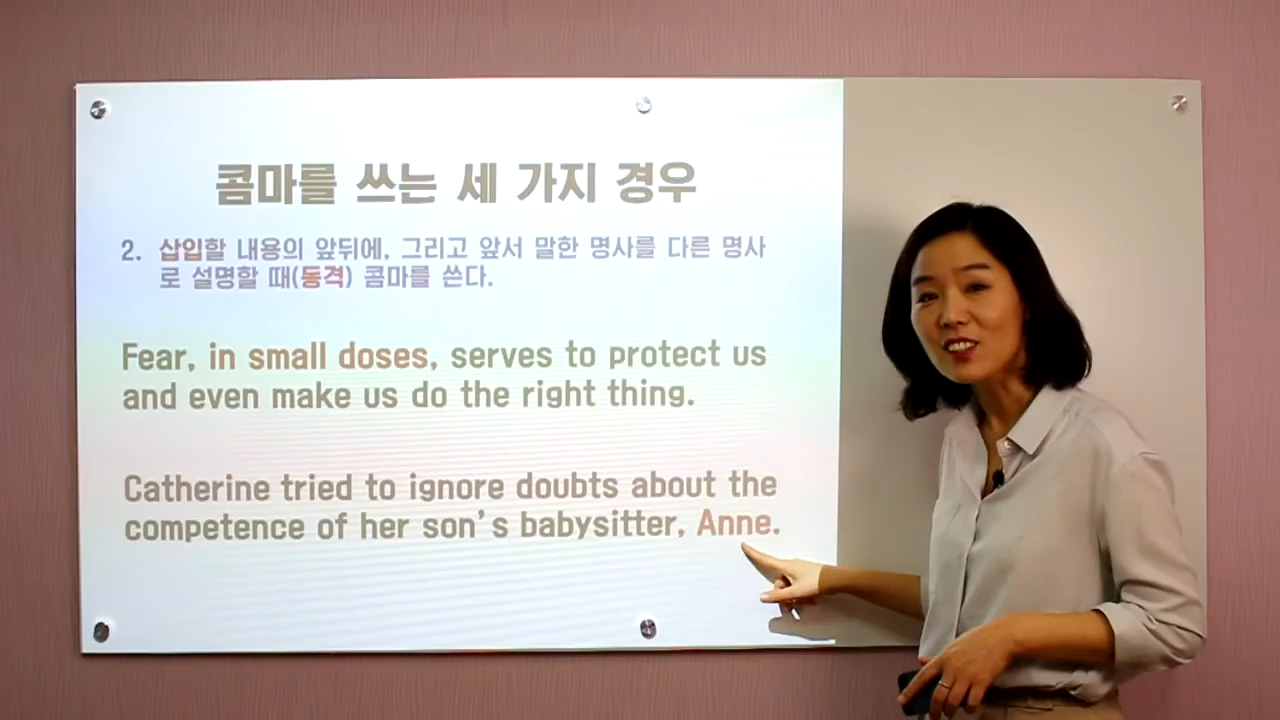 콤마를 쓰는 세 가지 경우
2. 삽입할 내용의 앞뒤에, 그리고 앞서 말한 명사를 다른 명사
로 설명할 때(동격) 콤마를 쓴다.
Fear, in small doses, serves to protect us
and even make us do the right thing.
Catherine tried to ignore doubts about the
competence of her son's babysitter, Anne.